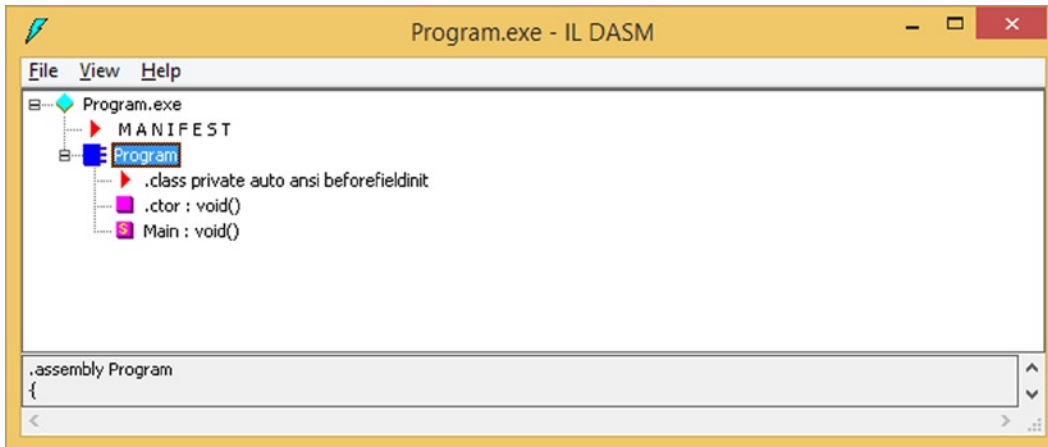 Program.exe - IL DASM
File View Help
Program.exe
MANIFEST
Program
.class private auto ansi beforefieldinit
.ctor : void()
S Main : void()
.assembly Program
{